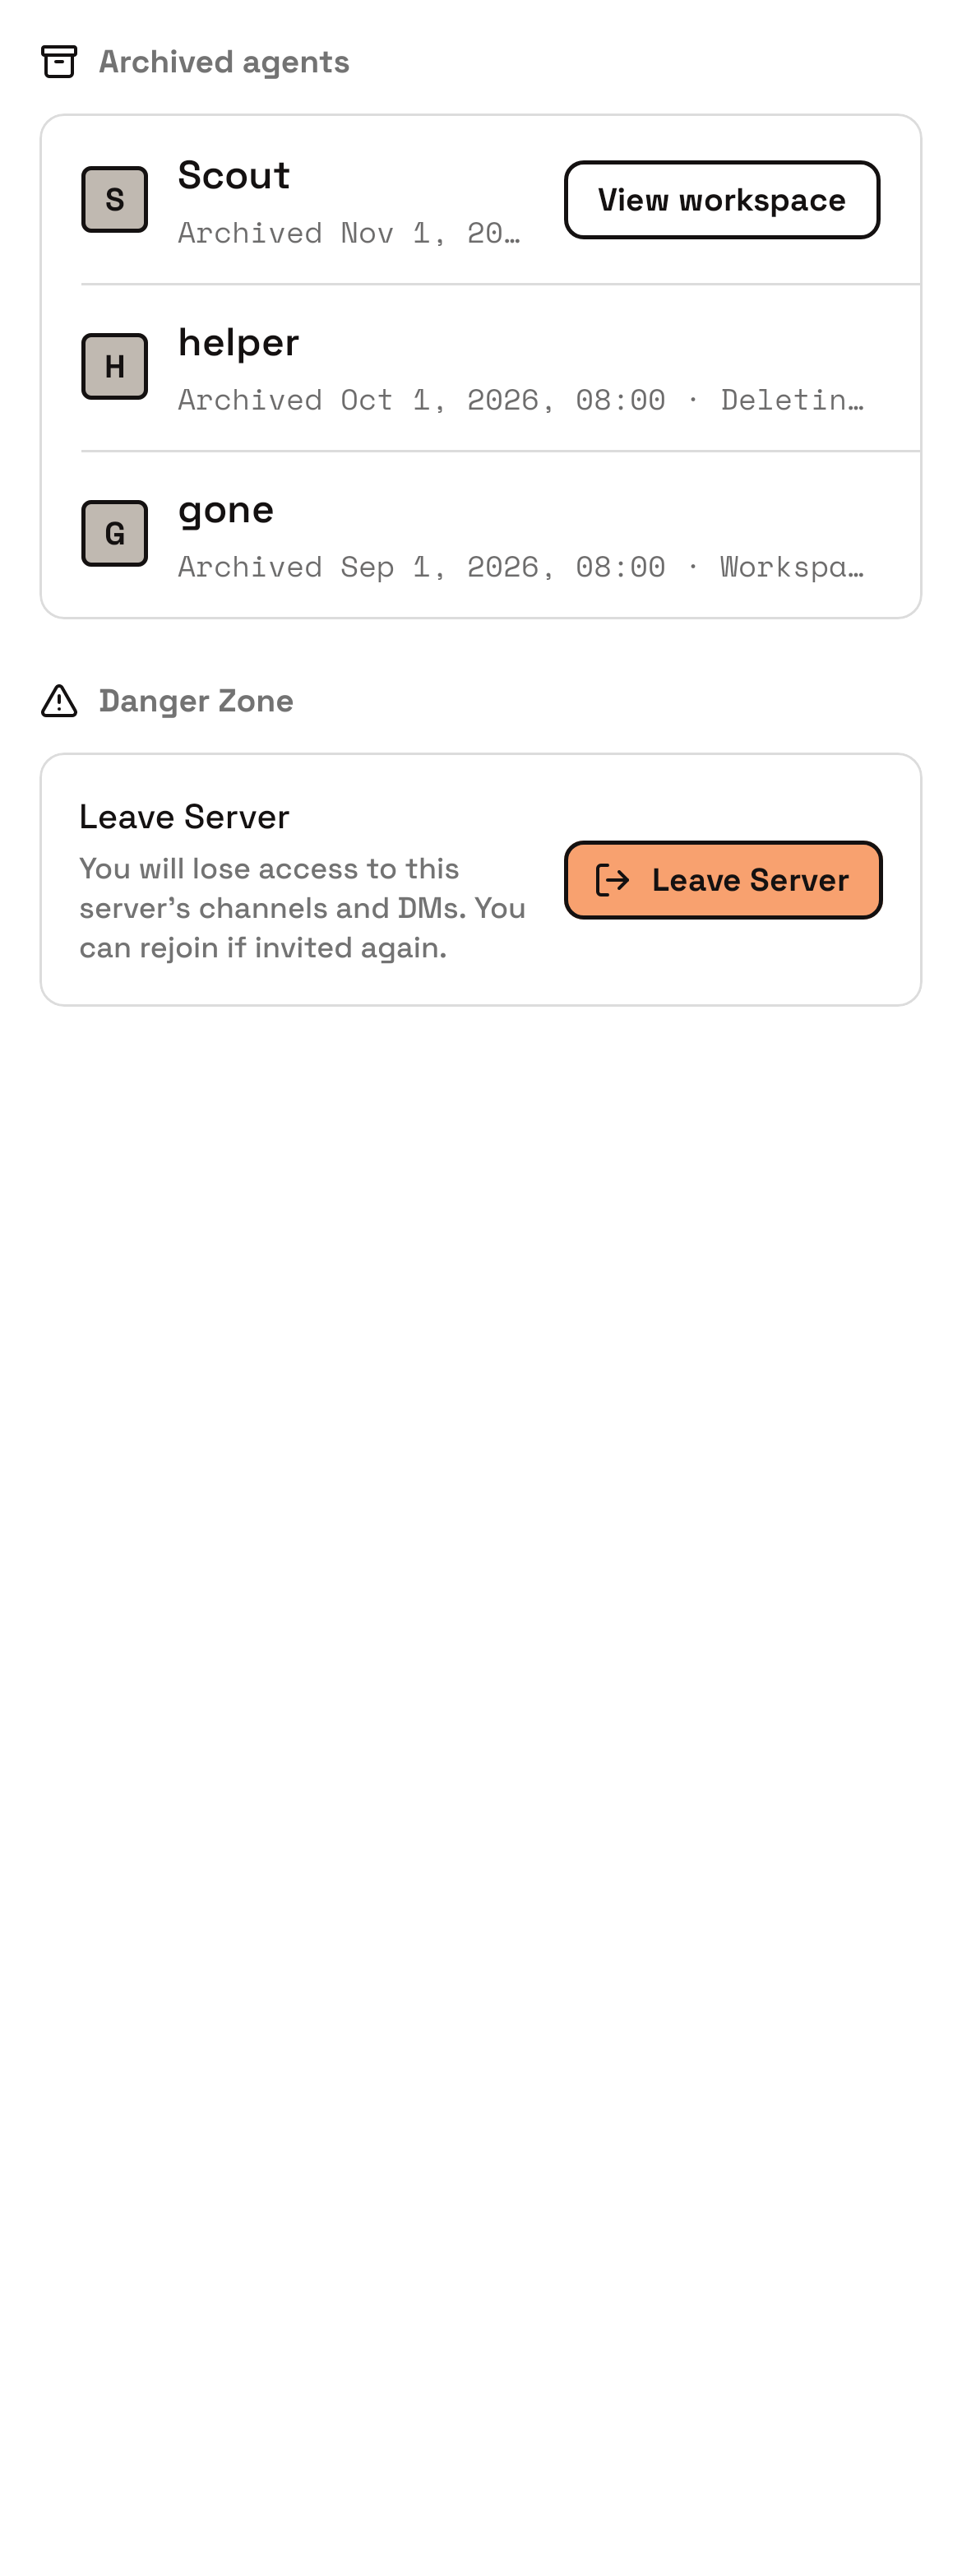 Archived agents
S
Scout
Archived Nov 1, 20…
View workspace
H
helper
Archived Oct 1, 2026, 08:00 · Deletin…
G
gone
Archived Sep 1, 2026, 08:00 · Workspa…
Danger Zone
Leave Server
You will lose access to this
server's channels and DMs. You
can rejoin if invited again.
Leave Server